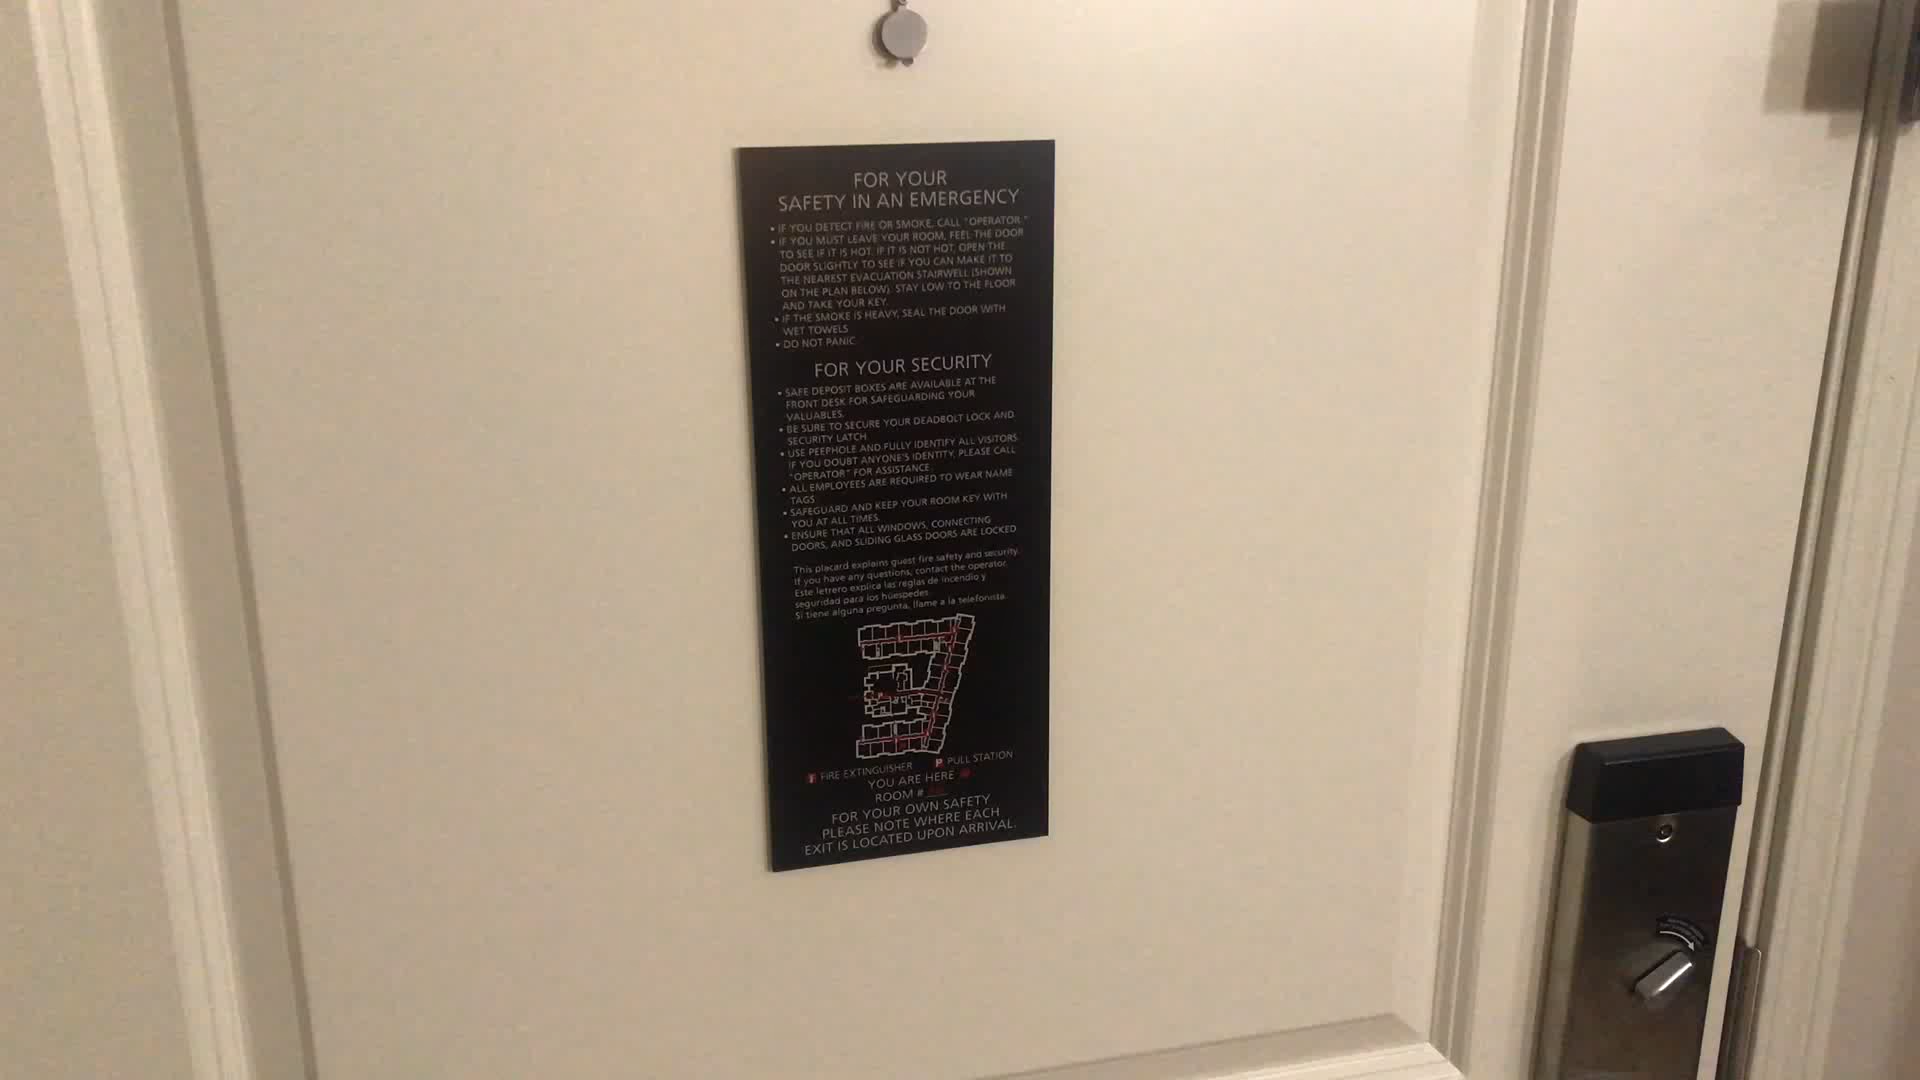 FOR YOUR
SAFETY IN AN EMERGENCY
• IF YOU DETECT FIRE OR SMOKE, CALL "OPERATOR."
• IF YOU MUST LEAVE YOUR ROOM, FEEL THE DOOR
TO SEE IF IT IS HOT. IF IT IS NOT HOT, OPEN THE
DOOR SLIGHTLY TO SEE IF YOU CAN MAKE IT TO
THE NEAREST EVACUATION STAIRWELL (SHOWN
ON THE PLAN BELOW). STAY LOW TO THE FLOOR
AND TAKE YOUR KEY.
• IF THE SMOKE IS HEAVY, SEAL THE DOOR WITH
WET TOWELS.
• DO NOT PANIC.
FOR YOUR SECURITY
• SAFE DEPOSIT BOXES ARE AVAILABLE AT THE
FRONT DESK FOR SAFEGUARDING YOUR
VALUABLES.
• BE SURE TO SECURE YOUR DEADBOLT LOCK AND
SECURITY LATCH.
• USE PEEPHOLE AND FULLY IDENTIFY ALL VISITORS.
IF YOU DOUBT ANYONE'S IDENTITY, PLEASE CALL
"OPERATOR" FOR ASSISTANCE.
• ALL EMPLOYEES ARE REQUIRED TO WEAR NAME
TAGS.
• SAFEGUARD AND KEEP YOUR ROOM KEY WITH
YOU AT ALL TIMES.
• ENSURE THAT ALL WINDOWS, CONNECTING
DOORS, AND SLIDING GLASS DOORS ARE LOCKED
This placard explains guest fire safety and security.
If you have any questions, contact the operator.
Este letrero explica las reglas de incendio y
seguridad para los huéspedes.
Si tiene alguna pregunta, llame a la telefonista.
FIRE EXTINGUISHER P PULL STATION
YOU ARE HERE
ROOM #
FOR YOUR OWN SAFETY
PLEASE NOTE WHERE EACH
EXIT IS LOCATED UPON ARRIVAL.